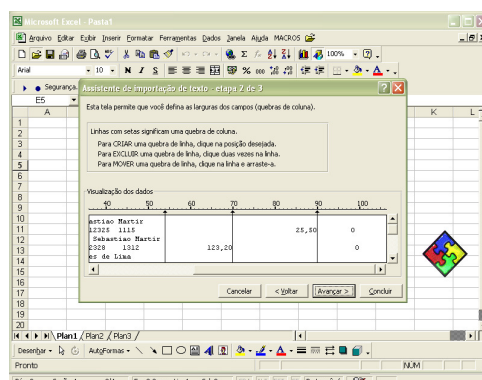 Microsoft Excel - Pasta1
Arquivo Editar Exibir Inserir Formatar Ferramentas Dados Janela Ajuda MACROS
100%
Arial 10 N I S % 000
Segurança
Assistente de importação de texto - etapa 2 de 3
E5
Esta tela permite que você defina as larguras dos campos (quebras de coluna).
A K L
Linhas com setas significam uma quebra de coluna.
Para CRIAR uma quebra de linha, clique na posição desejada.
Para EXCLUIR uma quebra de linha, clique duas vezes na linha.
Para MOVER uma quebra de linha, clique na linha e arraste-a.
Visualização dos dados
40 50 60 70 80 90 100
astiao Martir
12325 1115 25,50 0
Sebastiao Martir
2328 1312 123,20 0
es de Lima
Cancelar < Voltar Avançar > Concluir
1
2
3
4
5
6
7
8
9
10
11
12
13
14
15
16
17
18
19
20
Plan1 Plan2 Plan3
Desenhar AutoFormas
Pronto NÚM